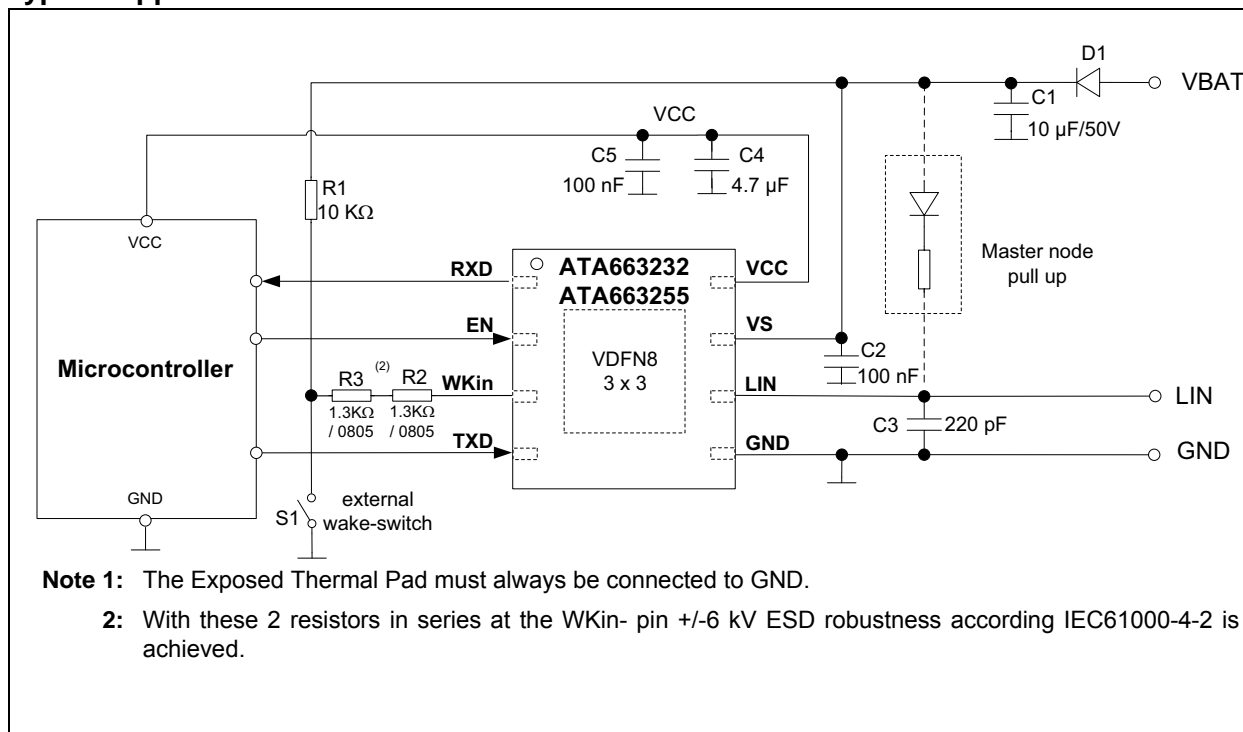 D1
VBAT
C1
10 µF/50V
VCC
C5
100 nF
C4
4.7 µF
R1
10 KΩ
VCC
Master node
pull up
RXD
ATA663232
ATA663255
VCC
EN
VS
Microcontroller
VDFN8
3 x 3
C2
100 nF
R3
(2)
R2
WKin
LIN
LIN
1.3KΩ
/ 0805
1.3KΩ
/ 0805
C3
220 pF
TXD
GND
GND
GND
S1
external
wake-switch
Note 1: The Exposed Thermal Pad must always be connected to GND.
2: With these 2 resistors in series at the WKin- pin +/-6 kV ESD robustness according IEC61000-4-2 is
achieved.